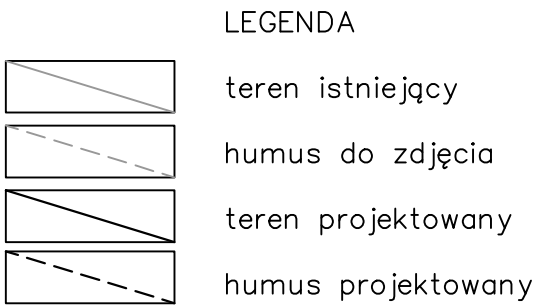 LEGENDA
teren istniejący
humus do zdjęcia
teren projektowany
humus projektowany